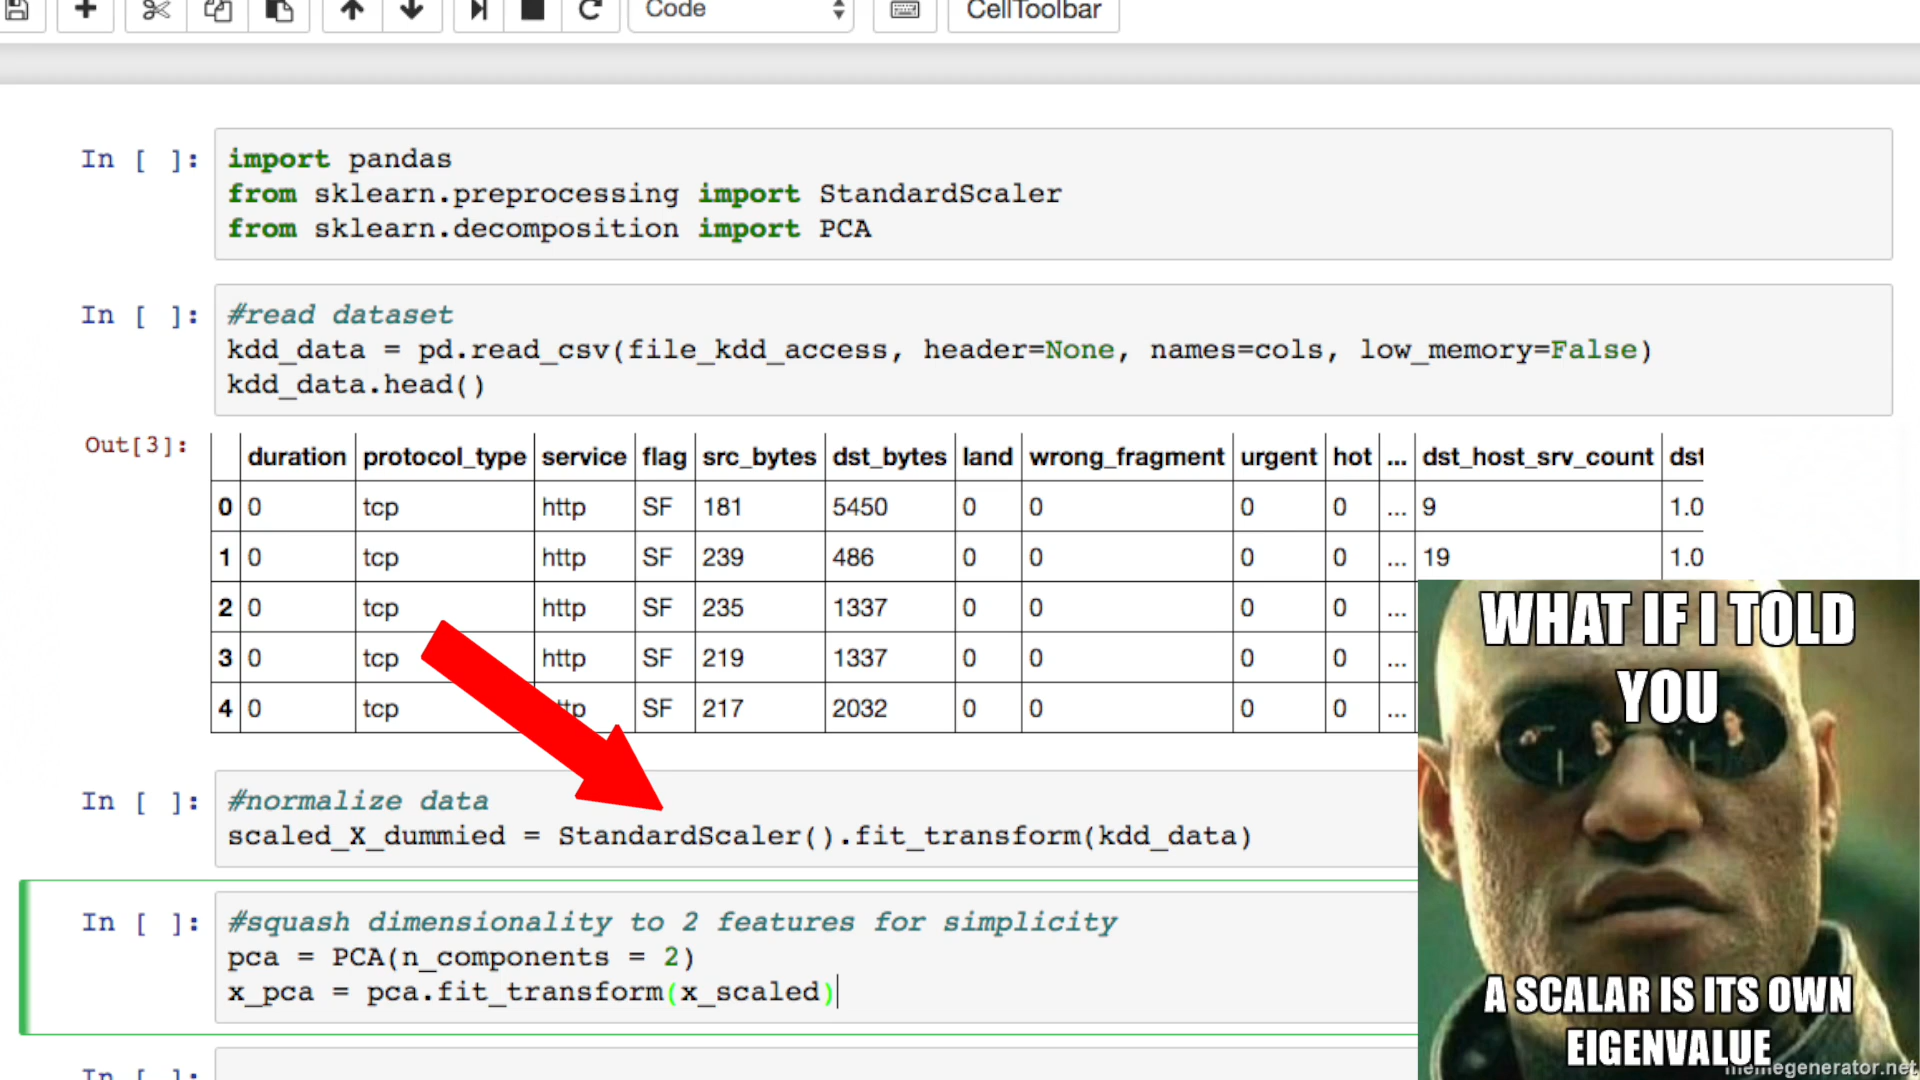 Code
CellToolbar
In [ ]:
import pandas
from sklearn.preprocessing import StandardScaler
from sklearn.decomposition import PCA
In [ ]:
#read dataset
kdd_data = pd.read_csv(file_kdd_access, header=None, names=cols, low_memory=False)
kdd_data.head()
Out[3]:
duration protocol_type service flag src_bytes dst_bytes land wrong_fragment urgent hot ... dst_host_srv_count dst
0 0 tcp http SF 181 5450 0 0 0 0 ... 9 1.0
1 0 tcp http SF 239 486 0 0 0 0 ... 19 1.0
2 0 tcp http SF 235 1337 0 0 0 0 ...
3 0 tcp http SF 219 1337 0 0 0 0 ...
4 0 tcp http SF 217 2032 0 0 0 0 ...
In [ ]:
#normalize data
scaled_X_dummied = StandardScaler().fit_transform(kdd_data)
In [ ]:
#squash dimensionality to 2 features for simplicity
pca = PCA(n_components = 2)
x_pca = pca.fit_transform(x_scaled)
In [ ]:
WHAT IF I TOLD
YOU
A SCALAR IS ITS OWN
EIGENVALUE
memegenerator.net